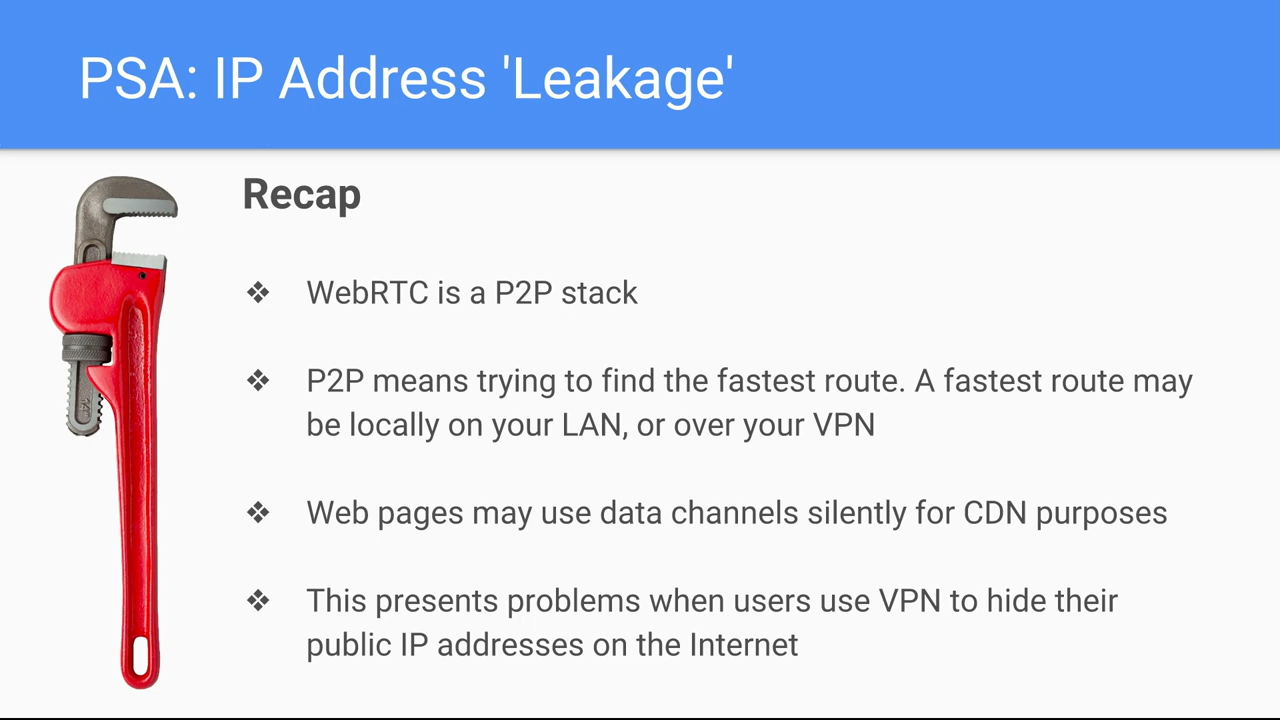 PSA: IP Address 'Leakage'
Recap
❖ WebRTC is a P2P stack
❖ P2P means trying to find the fastest route. A fastest route may
be locally on your LAN, or over your VPN
❖ Web pages may use data channels silently for CDN purposes
❖ This presents problems when users use VPN to hide their
public IP addresses on the Internet